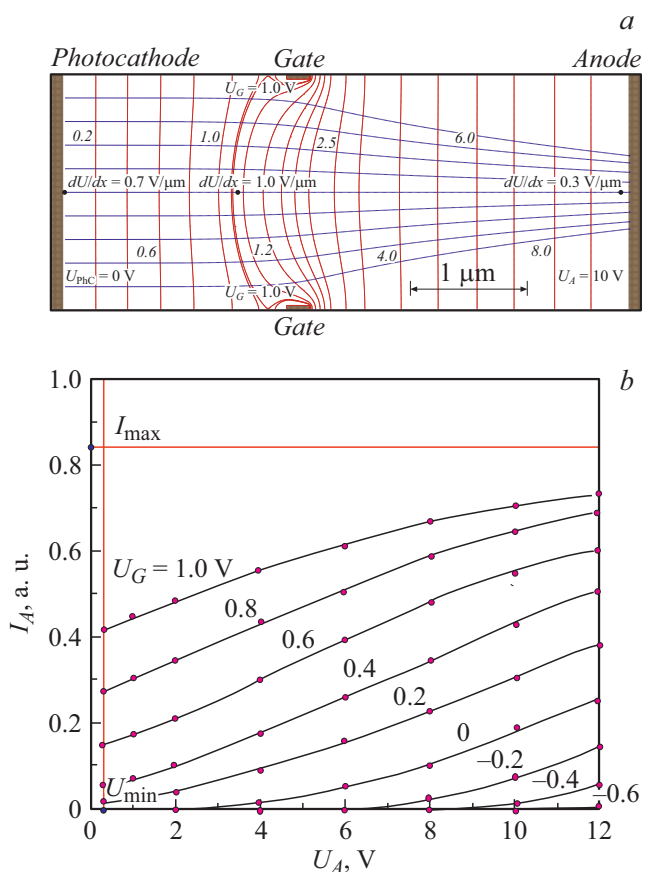 a
Photocathode Gate Anode
U_G = 1.0 V
0.2 1.0 2.5 6.0
dU/dx = 0.7 V/μm dU/dx = 1.0 V/μm dU/dx = 0.3 V/μm
0.6 1.2 4.0 8.0
U_PhC = 0 V 1 μm U_A = 10 V
U_G = 1.0 V
Gate
b
1.0
I_max
0.8
0.6
U_G = 1.0 V
0.8
0.6
0.4
0.4
0.2
0.2
0
−0.2
−0.4
−0.6
U_min
0
0 2 4 6 8 10 12
I_A, a. u.
U_A, V